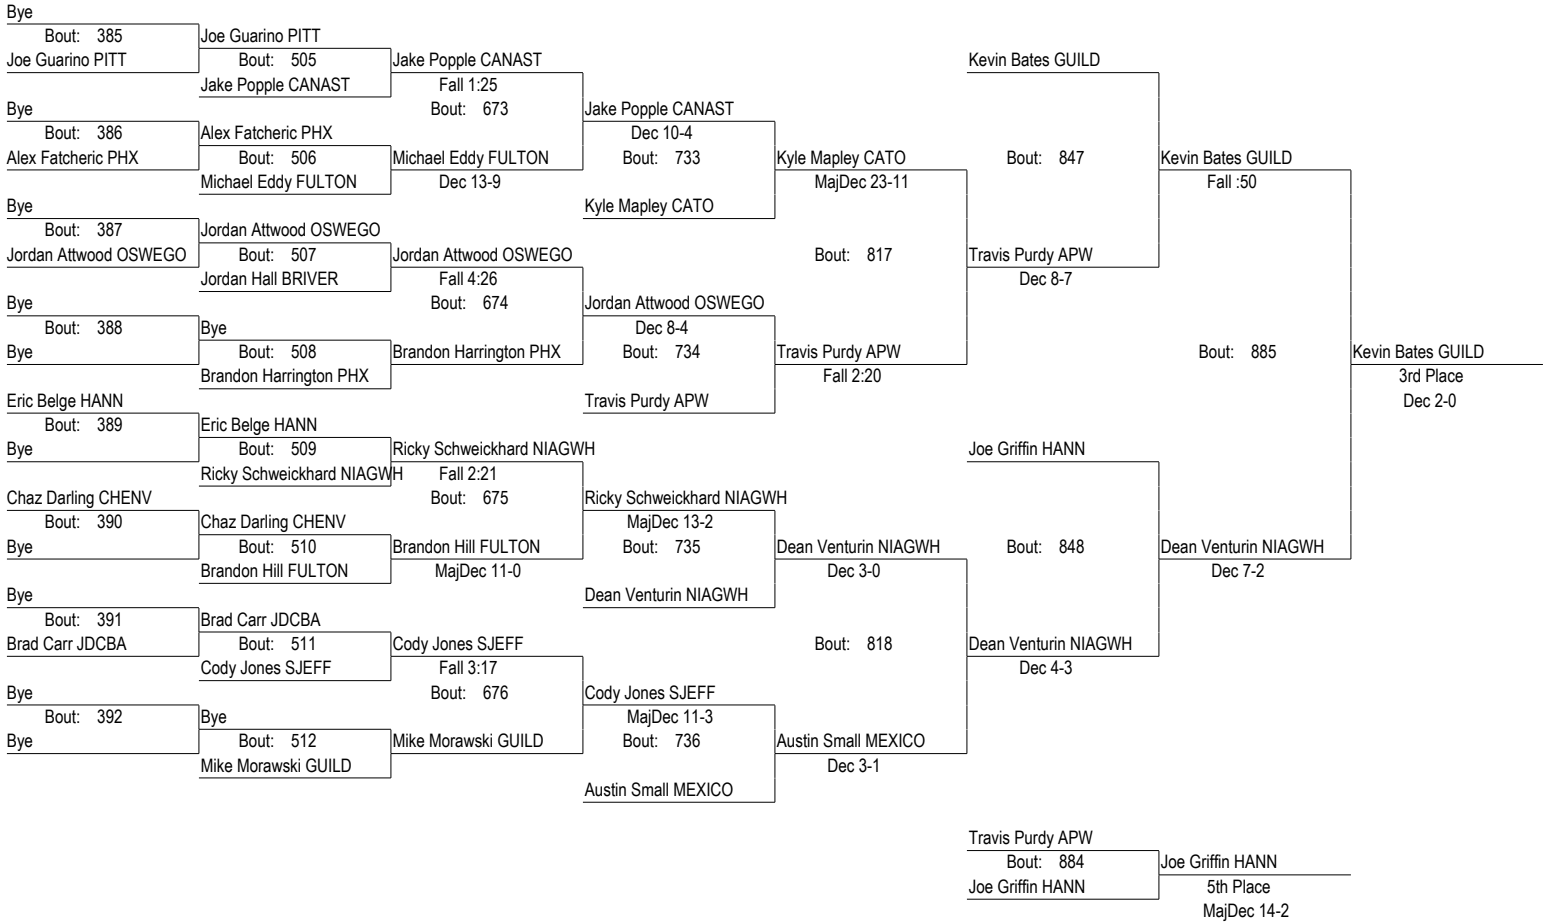 Bye
Bout: 385
Joe Guarino PITT
Bye
Bout: 386
Alex Fatcheric PHX
Bye
Bout: 387
Jordan Attwood OSWEGO
Bye
Bout: 388
Bye
Eric Belge HANN
Bout: 389
Bye
Chaz Darling CHENV
Bout: 390
Bye
Bye
Bout: 391
Brad Carr JDCBA
Bye
Bout: 392
Bye
Joe Guarino PITT
Bout: 505
Jake Popple CANAST
Alex Fatcheric PHX
Bout: 506
Michael Eddy FULTON
Jordan Attwood OSWEGO
Bout: 507
Jordan Hall BRIVER
Bye
Bout: 508
Brandon Harrington PHX
Eric Belge HANN
Bout: 509
Ricky Schweickhard NIAGWH
Chaz Darling CHENV
Bout: 510
Brandon Hill FULTON
Brad Carr JDCBA
Bout: 511
Cody Jones SJEFF
Bye
Bout: 512
Mike Morawski GUILD
Jake Popple CANAST
Fall 1:25
Bout: 673
Michael Eddy FULTON
Dec 13-9
Jordan Attwood OSWEGO
Fall 4:26
Bout: 674
Brandon Harrington PHX
Ricky Schweickhard NIAGWH
Fall 2:21
Bout: 675
Brandon Hill FULTON
MajDec 11-0
Cody Jones SJEFF
Fall 3:17
Bout: 676
Mike Morawski GUILD
Jake Popple CANAST
Dec 10-4
Bout: 733
Kyle Mapley CATO
Jordan Attwood OSWEGO
Dec 8-4
Bout: 734
Travis Purdy APW
Ricky Schweickhard NIAGWH
MajDec 13-2
Bout: 735
Dean Venturin NIAGWH
Cody Jones SJEFF
MajDec 11-3
Bout: 736
Austin Small MEXICO
Kyle Mapley CATO
MajDec 23-11
Bout: 817
Travis Purdy APW
Fall 2:20
Dean Venturin NIAGWH
Dec 3-0
Bout: 818
Austin Small MEXICO
Dec 3-1
Kevin Bates GUILD
Bout: 847
Travis Purdy APW
Dec 8-7
Joe Griffin HANN
Bout: 848
Dean Venturin NIAGWH
Dec 4-3
Kevin Bates GUILD
Fall :50
Bout: 885
Dean Venturin NIAGWH
Dec 7-2
Kevin Bates GUILD
3rd Place
Dec 2-0
Travis Purdy APW
Bout: 884
Joe Griffin HANN
Joe Griffin HANN
5th Place
MajDec 14-2